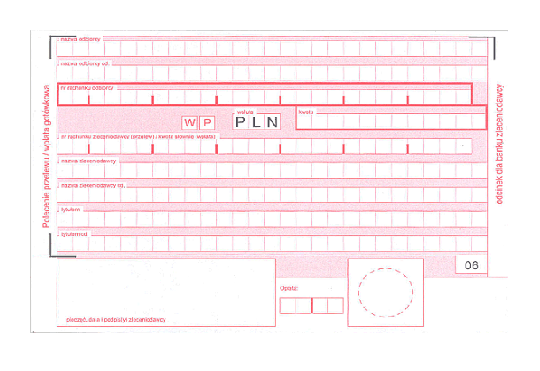 nazwa odbiorcy
nazwa odbiorcy cd.
nr rachunku odbiorcy
waluta
kwota
W P
P L N
nr rachunku zleceniodawcy (przelew) / kwota słownie (wpłata)
nazwa zleceniodawcy
nazwa zleceniodawcy cd.
tytułem
tytułem cd.
06
Opłata:
pieczęć, data i podpis(y) zleceniodawcy
Polecenie przelewu / wpłata gotówkowa
odcinek dla banku zleceniodawcy